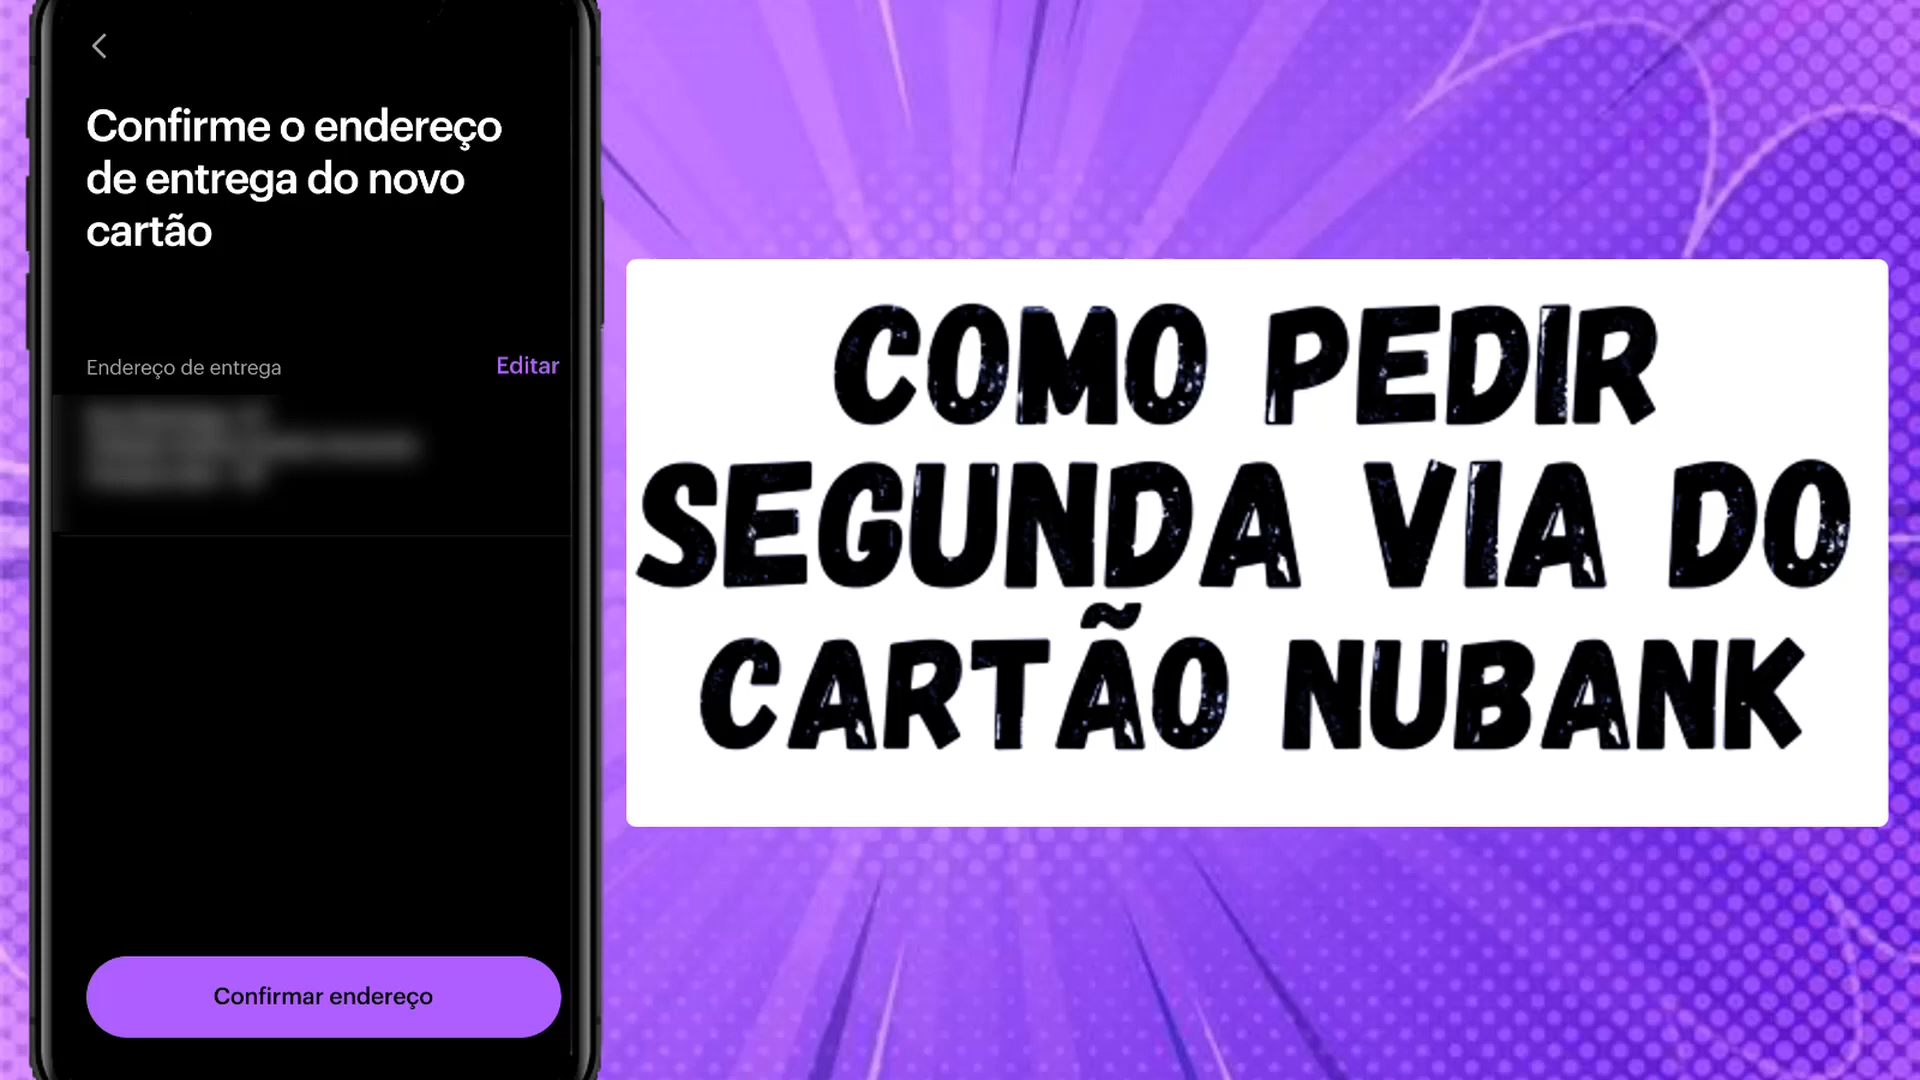 Confirme o endereço
de entrega do novo
cartão
Endereço de entrega
Editar
Confirmar endereço
COMO PEDIR
SEGUNDA VIA DO
CARTÃO NUBANK